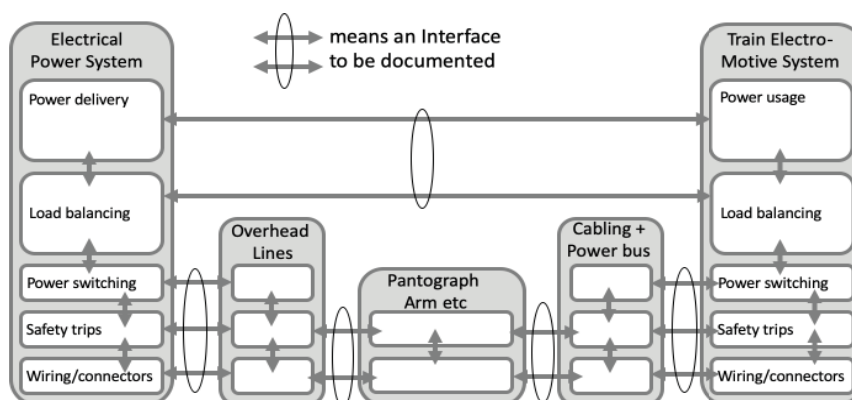 Electrical
Power System
Power delivery
Load balancing
Power switching
Safety trips
Wiring/connectors
means an Interface
to be documented
Overhead
Lines
Pantograph
Arm etc
Cabling +
Power bus
Train Electro-
Motive System
Power usage
Load balancing
Power switching
Safety trips
Wiring/connectors